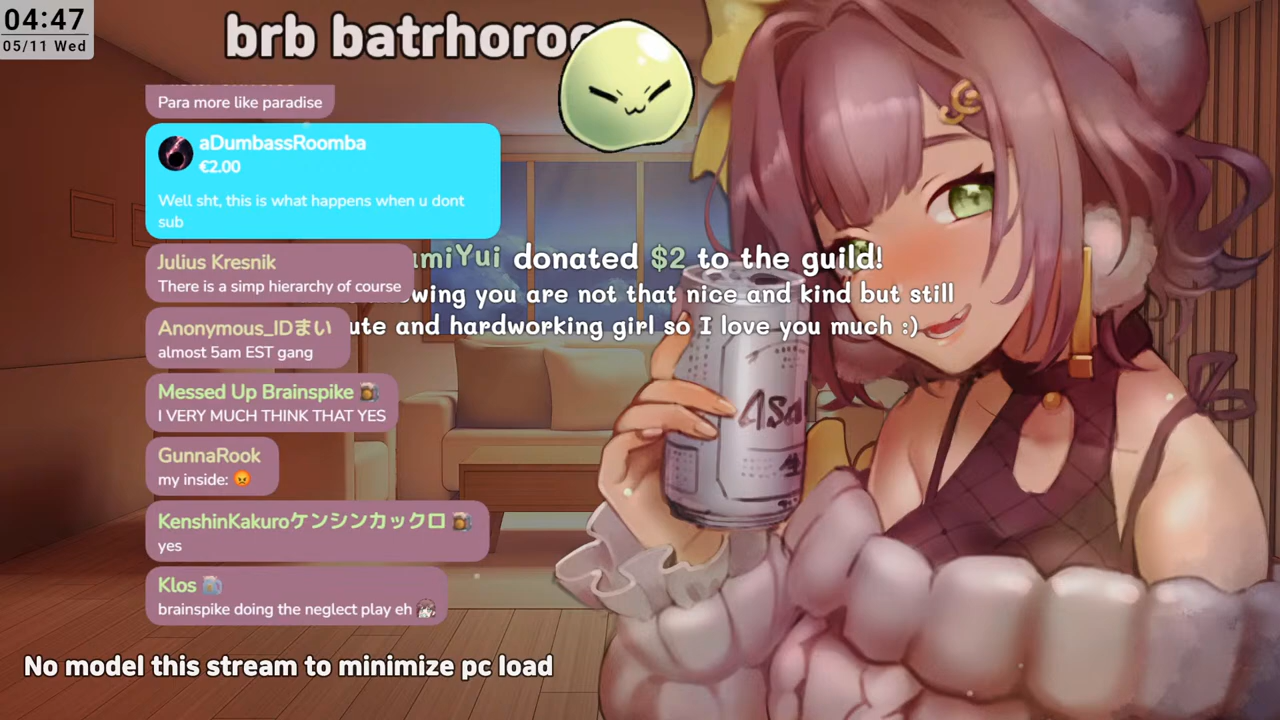 04:47
05/11 Wed
brb batrhoroo
Para more like paradise
aDumbassRoomba
€2.00
Well sht, this is what happens when u dont
sub
donated $2 to the guild!
you are not that nice and kind but still
and hardworking girl so I love you much :)
Julius Kresnik
There is a simp hierarchy of course
Anonymous_IDまい
almost 5am EST gang
Messed Up Brainspike
I VERY MUCH THINK THAT YES
GunnaRook
my inside:
KenshinKakuroケンシンカックロ
yes
Klos
brainspike doing the neglect play eh
No model this stream to minimize pc load